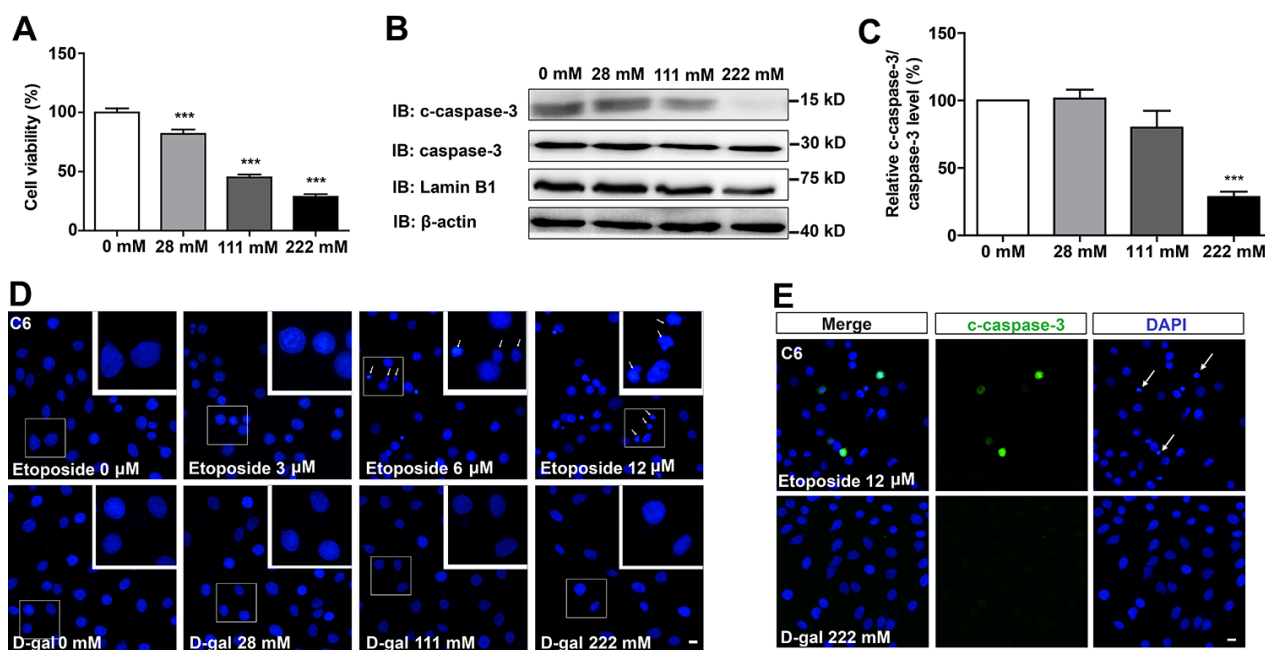 A
Cell viability (%)
150
100
50
0
***
***
***
0 mM 28 mM 111 mM 222 mM
B
0 mM 28 mM 111 mM 222 mM
IB: c-caspase-3
15 kD
IB: caspase-3
30 kD
IB: Lamin B1
75 kD
IB: β-actin
40 kD
C
Relative c-caspase-3/
caspase-3 level (%)
150
100
50
0
***
0 mM 28 mM 111 mM 222 mM
D
C6
Etoposide 0 μM Etoposide 3 μM Etoposide 6 μM Etoposide 12 μM
D-gal 0 mM D-gal 28 mM D-gal 111 mM D-gal 222 mM
E
Merge c-caspase-3 DAPI
C6
Etoposide 12 μM
D-gal 222 mM